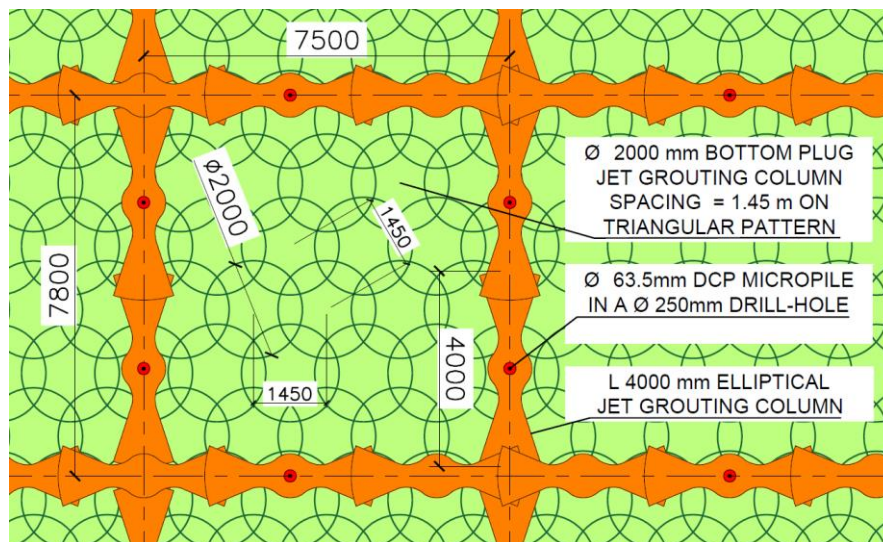 7500
Ø 2000 mm BOTTOM PLUG
JET GROUTING COLUMN
SPACING = 1.45 m ON
TRIANGULAR PATTERN
Ø2000
1450
7800
Ø 63.5mm DCP MICROPILE
IN A Ø 250mm DRILL-HOLE
4000
1450
L 4000 mm ELLIPTICAL
JET GROUTING COLUMN